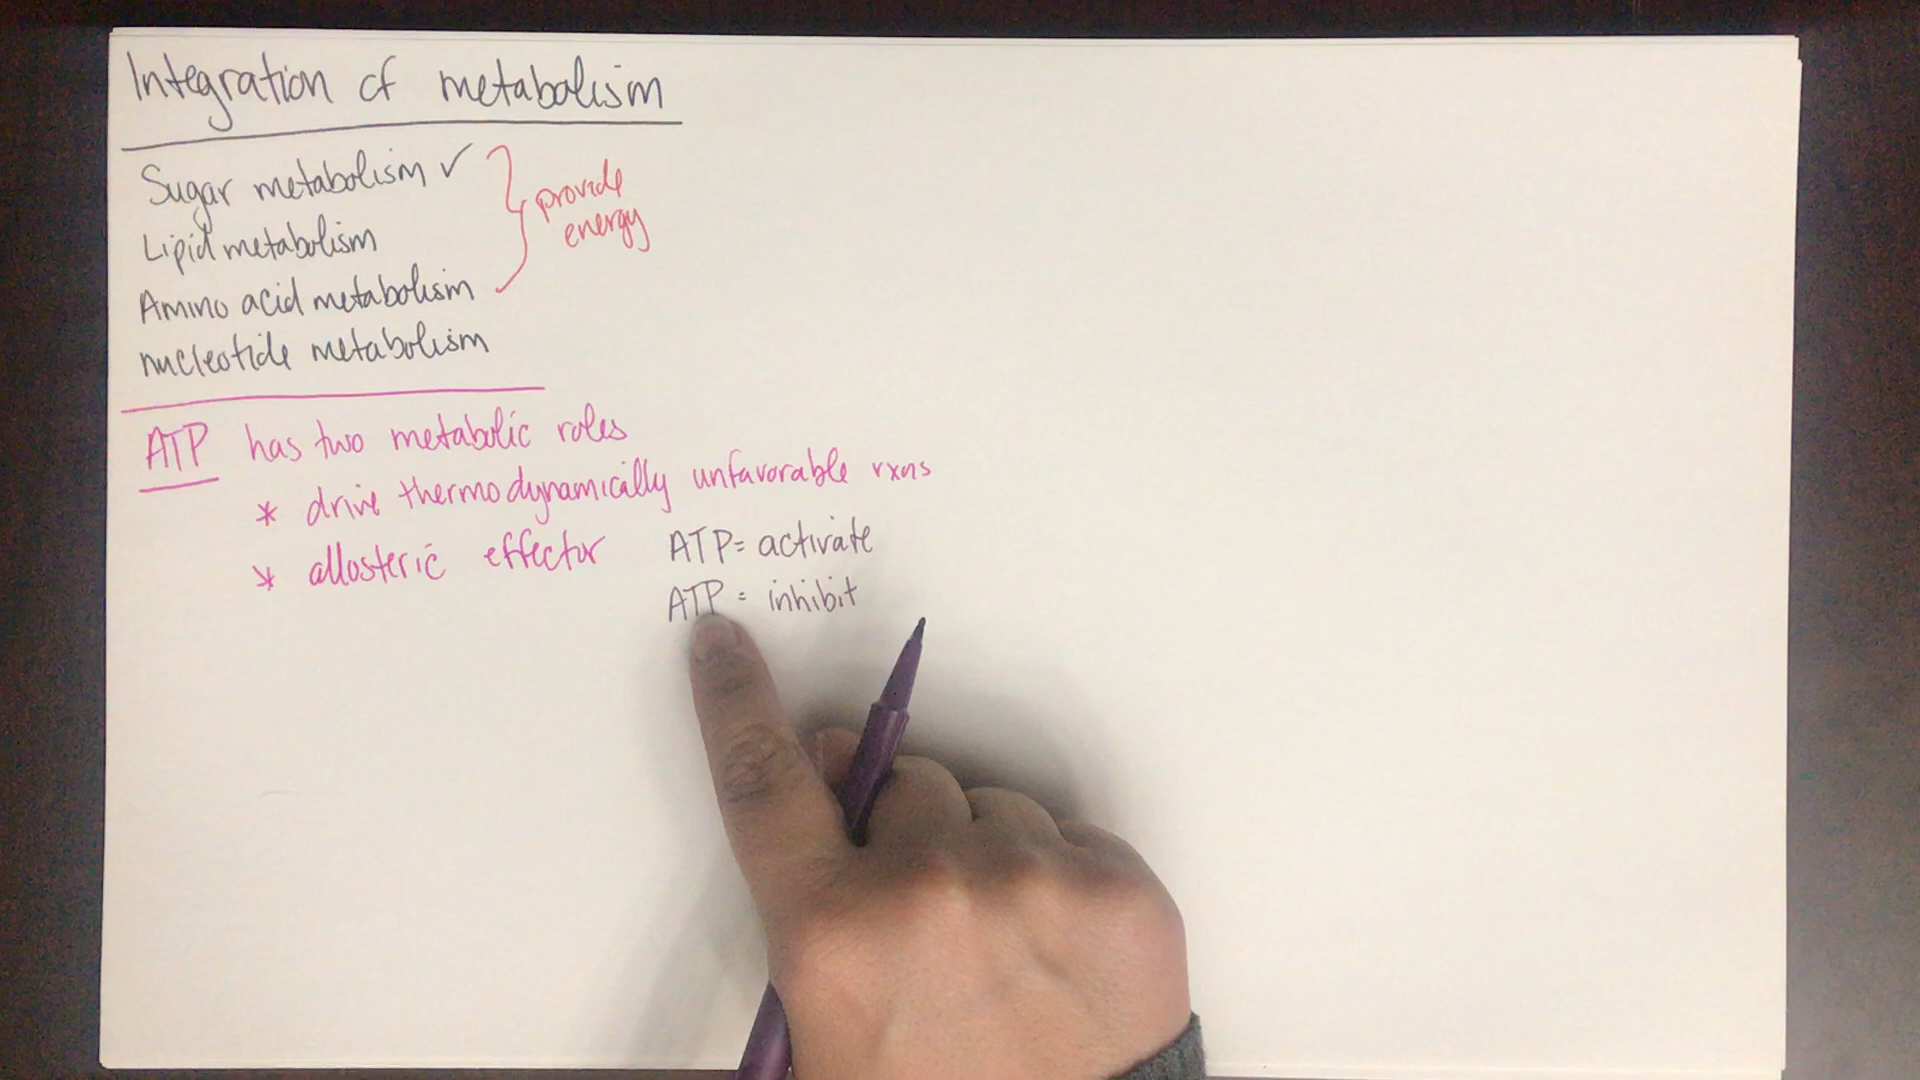 Integration of metabolism
Sugar metabolism ✓
provide
energy
Lipid metabolism
Amino acid metabolism
nucleotide metabolism
ATP has two metabolic roles
* drive thermodynamically unfavorable rxns
* allosteric effector ATP = activate
ATP = inhibit